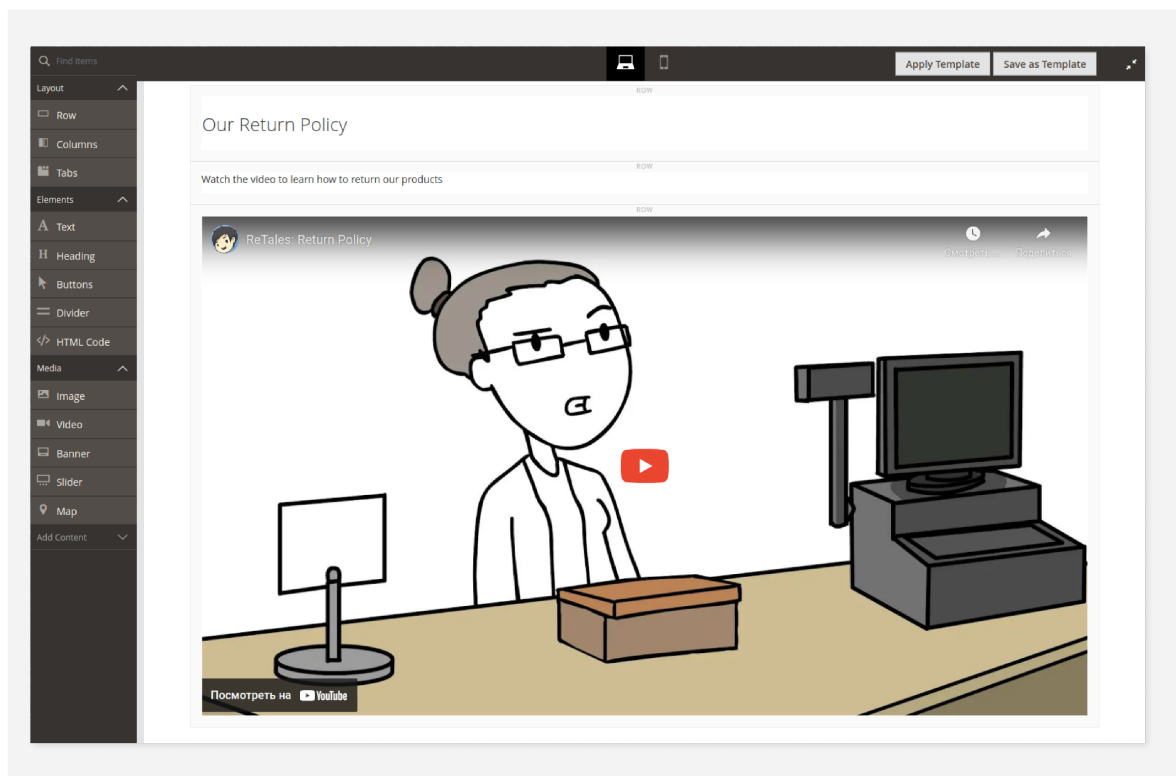 Find items
Apply Template
Save as Template
Layout
Row
Columns
Tabs
Elements
Text
Heading
Buttons
Divider
HTML Code
Media
Image
Video
Banner
Slider
Map
Add Content
ROW
Our Return Policy
ROW
Watch the video to learn how to return our products
ROW
ReTales: Return Policy
Смотреть ...
Поделиться
Посмотреть на YouTube